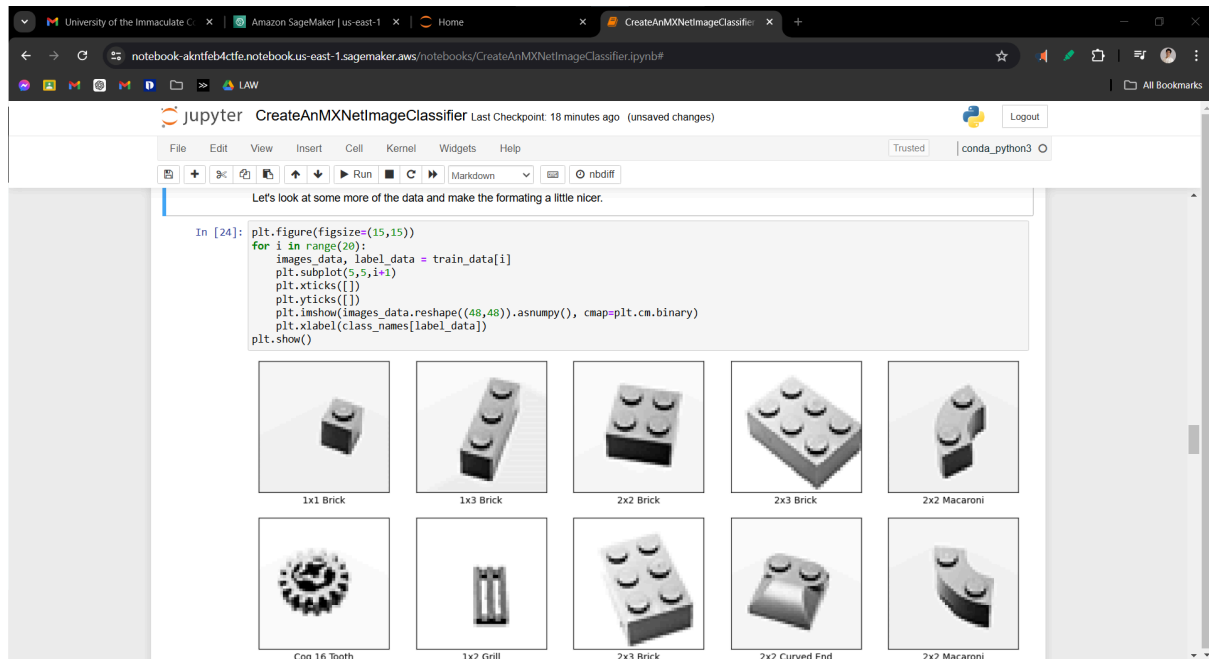 University of the Immaculate Co
Amazon SageMaker | us-east-1
Home
CreateAnMXNetImageClassifier
notebook-akntfeb4ctfe.notebook.us-east-1.sagemaker.aws/notebooks/CreateAnMXNetImageClassifier.ipynb#
LAW
All Bookmarks
jupyter CreateAnMXNetImageClassifier Last Checkpoint: 18 minutes ago (unsaved changes)
Logout
File Edit View Insert Cell Kernel Widgets Help
Trusted
conda_python3
Run
Markdown
nbdiff
Let's look at some more of the data and make the formating a little nicer.
In [24]: plt.figure(figsize=(15,15))
for i in range(20):
    images_data, label_data = train_data[i]
    plt.subplot(5,5,i+1)
    plt.xticks([])
    plt.yticks([])
    plt.imshow(images_data.reshape((48,48)).asnumpy(), cmap=plt.cm.binary)
    plt.xlabel(class_names[label_data])
plt.show()
1x1 Brick 1x3 Brick 2x2 Brick 2x3 Brick 2x2 Macaroni
Cog 16 Tooth 1x2 Grill 2x3 Brick 2x2 Curved End 2x2 Macaroni